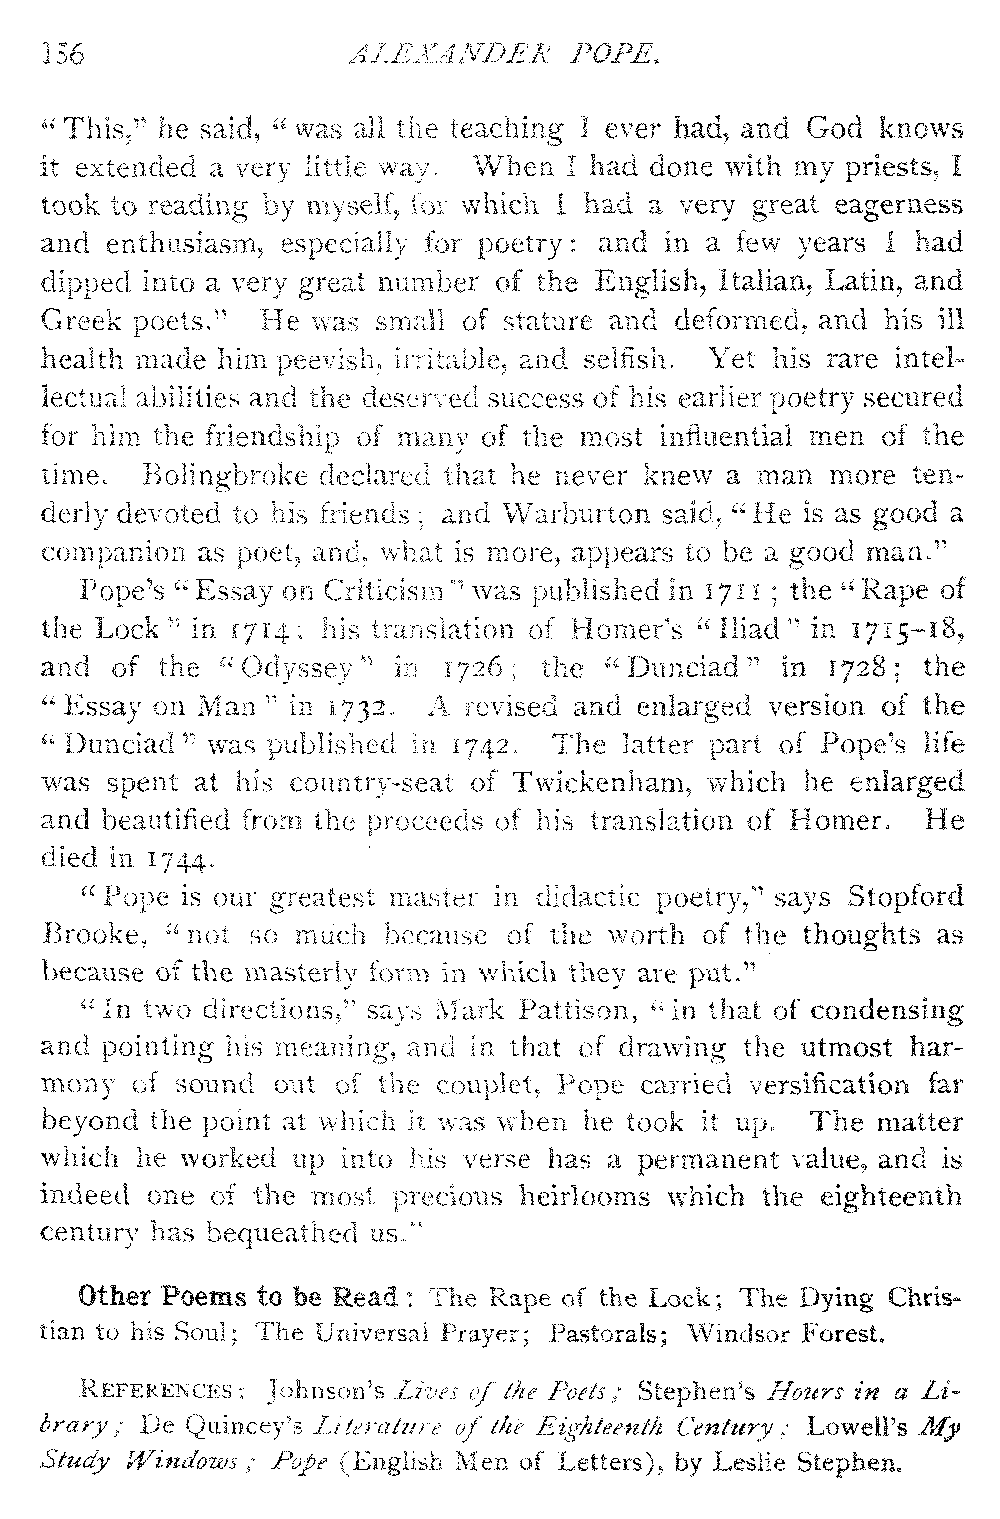 156 ALEXANDER POPE.
“This,” he said, “was all the teaching I ever had, and God knows
it extended a very little way. When I had done with my priests, I
took to reading by myself, for which I had a very great eagerness
and enthusiasm, especially for poetry: and in a few years I had
dipped into a very great number of the English, Italian, Latin, and
Greek poets.” He was small of stature and deformed, and his ill
health made him peevish, irritable, and selfish. Yet his rare intel-
lectual abilities and the deserved success of his earlier poetry secured
for him the friendship of many of the most influential men of the
time. Bolingbroke declared that he never knew a man more ten-
derly devoted to his friends; and Warburton said, “He is as good a
companion as poet, and, what is more, appears to be a good man.”
Pope's “Essay on Criticism” was published in 1711; the “Rape of
the Lock” in 1714; his translation of Homer's “Iliad” in 1715–18,
and of the “Odyssey” in 1726; the “Dunciad” in 1728; the
“Essay on Man” in 1732. A revised and enlarged version of the
“Dunciad” was published in 1742. The latter part of Pope's life
was spent at his country-seat of Twickenham, which he enlarged
and beautified from the proceeds of his translation of Homer. He
died in 1744.
“Pope is our greatest master in didactic poetry,” says Stopford
Brooke, “not so much because of the worth of the thoughts as
because of the masterly form in which they are put.”
“In two directions,” says Mark Pattison, “in that of condensing
and pointing his meaning, and in that of drawing the utmost har-
mony of sound out of the couplet, Pope carried versification far
beyond the point at which it was when he took it up. The matter
which he worked up into his verse has a permanent value, and is
indeed one of the most precious heirlooms which the eighteenth
century has bequeathed us.”
Other Poems to be Read: The Rape of the Lock; The Dying Chris-
tian to his Soul; The Universal Prayer; Pastorals; Windsor Forest.
REFERENCES: Johnson's Lives of the Poets; Stephen's Hours in a Li-
brary; De Quincey's Literature of the Eighteenth Century; Lowell's My
Study Windows; Pope (English Men of Letters), by Leslie Stephen.